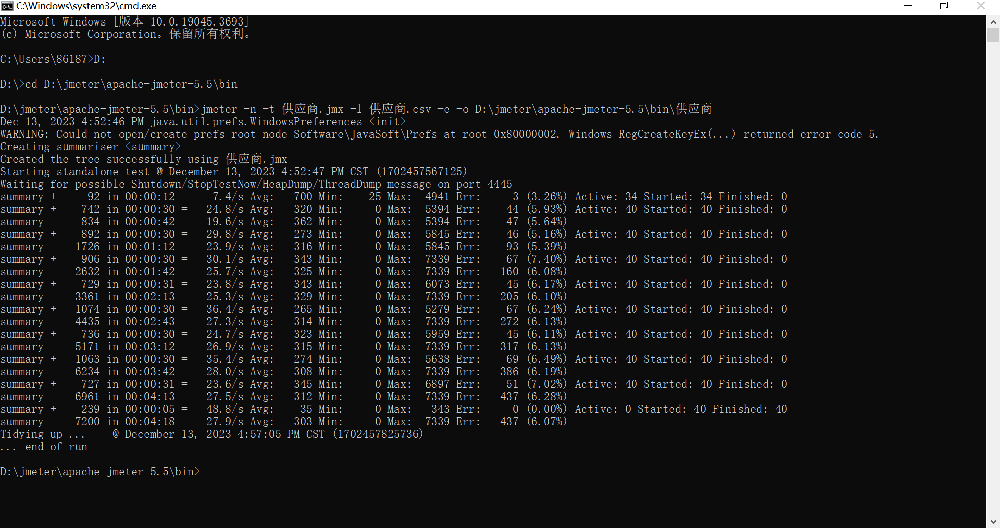 C:\Windows\system32\cmd.exe
Microsoft Windows [版本 10.0.19045.3693]
(c) Microsoft Corporation。保留所有权利。
C:\Users\86187>D:
D:\>cd D:\jmeter\apache-jmeter-5.5\bin
D:\jmeter\apache-jmeter-5.5\bin>jmeter -n -t 供应商.jmx -l 供应商.csv -e -o D:\jmeter\apache-jmeter-5.5\bin\供应商
Dec 13, 2023 4:52:46 PM java.util.prefs.WindowsPreferences <init>
WARNING: Could not open/create prefs root node Software\JavaSoft\Prefs at root 0x80000002. Windows RegCreateKeyEx(...) returned error code 5.
Creating summariser <summary>
Created the tree successfully using 供应商.jmx
Starting standalone test @ December 13, 2023 4:52:47 PM CST (1702457567125)
Waiting for possible Shutdown/StopTestNow/HeapDump/ThreadDump message on port 4445
summary +     92 in 00:00:12 =    7.4/s Avg:   700 Min:    25 Max:  4941 Err:     3 (3.26%) Active: 34 Started: 34 Finished: 0
summary +    742 in 00:00:30 =   24.8/s Avg:   320 Min:     0 Max:  5394 Err:    44 (5.93%) Active: 40 Started: 40 Finished: 0
summary =    834 in 00:00:42 =   19.6/s Avg:   362 Min:     0 Max:  5394 Err:    47 (5.64%)
summary +    892 in 00:00:30 =   29.8/s Avg:   273 Min:     0 Max:  5845 Err:    46 (5.16%) Active: 40 Started: 40 Finished: 0
summary =   1726 in 00:01:12 =   23.9/s Avg:   316 Min:     0 Max:  5845 Err:    93 (5.39%)
summary +    906 in 00:00:30 =   30.1/s Avg:   343 Min:     0 Max:  7339 Err:    67 (7.40%) Active: 40 Started: 40 Finished: 0
summary =   2632 in 00:01:42 =   25.7/s Avg:   325 Min:     0 Max:  7339 Err:   160 (6.08%)
summary +    729 in 00:00:31 =   23.8/s Avg:   343 Min:     0 Max:  6073 Err:    45 (6.17%) Active: 40 Started: 40 Finished: 0
summary =   3361 in 00:02:13 =   25.3/s Avg:   329 Min:     0 Max:  7339 Err:   205 (6.10%)
summary +   1074 in 00:00:30 =   36.4/s Avg:   265 Min:     0 Max:  5279 Err:    67 (6.24%) Active: 40 Started: 40 Finished: 0
summary =   4435 in 00:02:43 =   27.3/s Avg:   314 Min:     0 Max:  7339 Err:   272 (6.13%)
summary +    736 in 00:00:30 =   24.7/s Avg:   323 Min:     0 Max:  5959 Err:    45 (6.11%) Active: 40 Started: 40 Finished: 0
summary =   5171 in 00:03:12 =   26.9/s Avg:   315 Min:     0 Max:  7339 Err:   317 (6.13%)
summary +   1063 in 00:00:30 =   35.4/s Avg:   274 Min:     0 Max:  5638 Err:    69 (6.49%) Active: 40 Started: 40 Finished: 0
summary =   6234 in 00:03:42 =   28.0/s Avg:   308 Min:     0 Max:  7339 Err:   386 (6.19%)
summary +    727 in 00:00:31 =   23.6/s Avg:   345 Min:     0 Max:  6897 Err:    51 (7.02%) Active: 40 Started: 40 Finished: 0
summary =   6961 in 00:04:13 =   27.5/s Avg:   312 Min:     0 Max:  7339 Err:   437 (6.28%)
summary +    239 in 00:00:05 =   48.8/s Avg:    35 Min:     0 Max:   343 Err:     0 (0.00%) Active: 0 Started: 40 Finished: 40
summary =   7200 in 00:04:18 =   27.9/s Avg:   303 Min:     0 Max:  7339 Err:   437 (6.07%)
Tidying up ...    @ December 13, 2023 4:57:05 PM CST (1702457825736)
... end of run
D:\jmeter\apache-jmeter-5.5\bin>